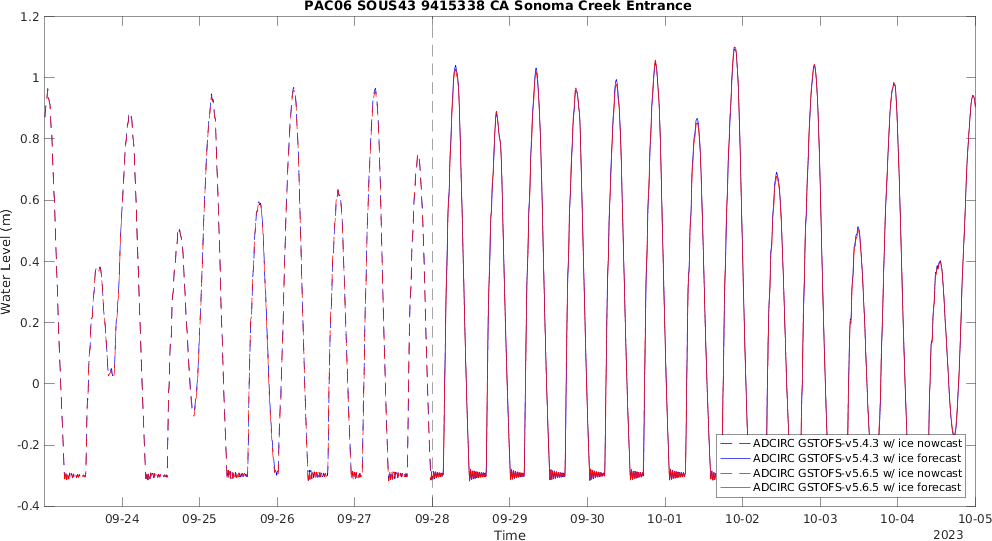 PAC06 SOUS43 9415338 CA Sonoma Creek Entrance
1.2
1
0.8
0.6
0.4
0.2
0
-0.2
-0.4
Water Level (m)
ADCIRC GSTOFS-v5.4.3 w/ ice nowcast
ADCIRC GSTOFS-v5.4.3 w/ ice forecast
ADCIRC GSTOFS-v5.6.5 w/ ice nowcast
ADCIRC GSTOFS-v5.6.5 w/ ice forecast
09-24 09-25 09-26 09-27 09-28 09-29 09-30 10-01 10-02 10-03 10-04 10-05
Time
2023